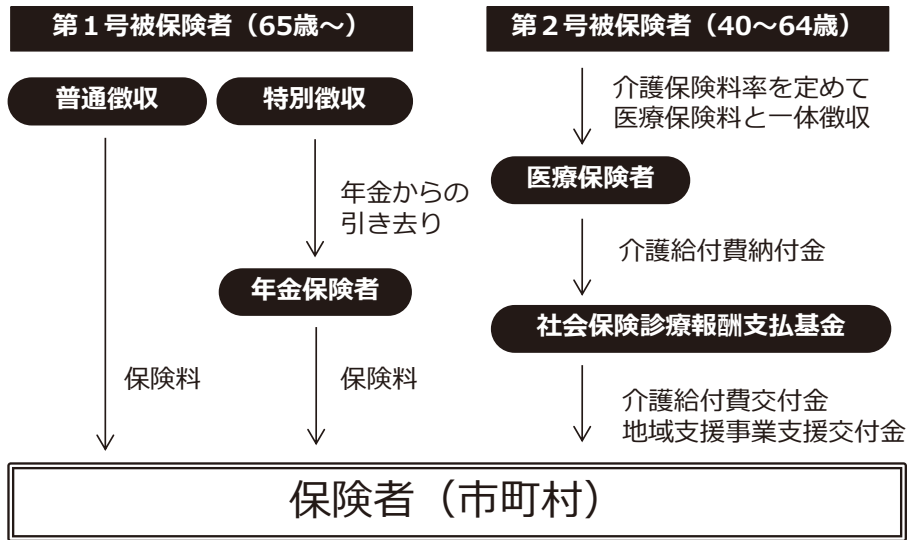 第1号被保険者（65歳～）
普通徴収
特別徴収
年金からの
引き去り
年金保険者
保険料
保険料
第2号被保険者（40～64歳）
介護保険料率を定めて
医療保険料と一体徴収
医療保険者
介護給付費納付金
社会保険診療報酬支払基金
介護給付費交付金
地域支援事業支援交付金
保険者（市町村）